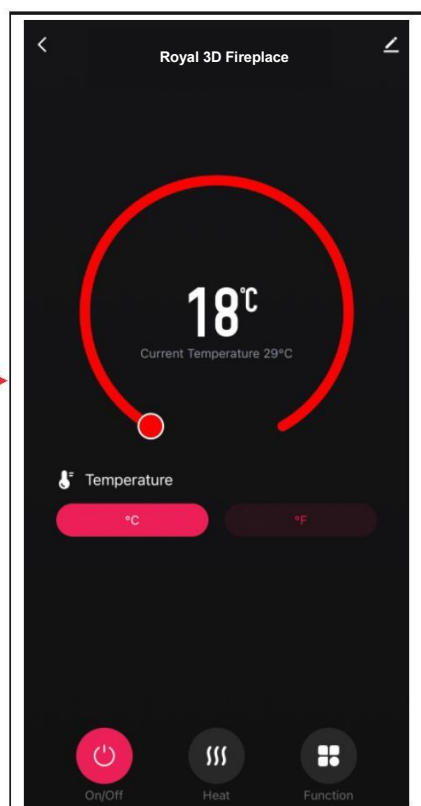 Royal 3D Fireplace
18°C
Current Temperature 29°C
Temperature
°C °F
On/Off Heat Function